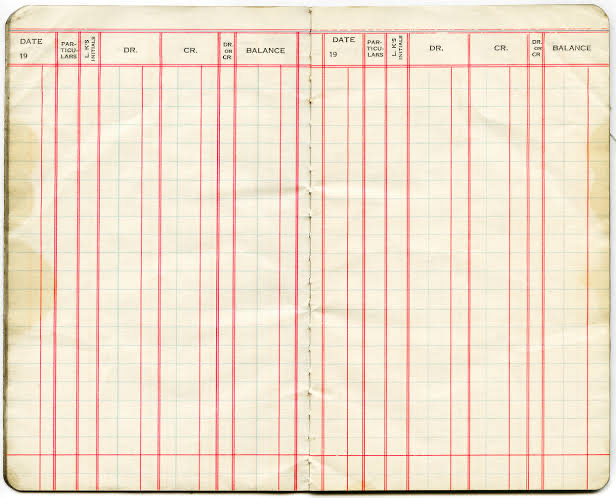 DATE
19
PAR-
TICU-
LARS
L. K'S
INITIALS
DR.
CR.
DR.
OR
CR
BALANCE
DATE
19
PAR-
TICU-
LARS
L. K'S
INITIALS
DR.
CR.
DR
OR
CR
BALANCE